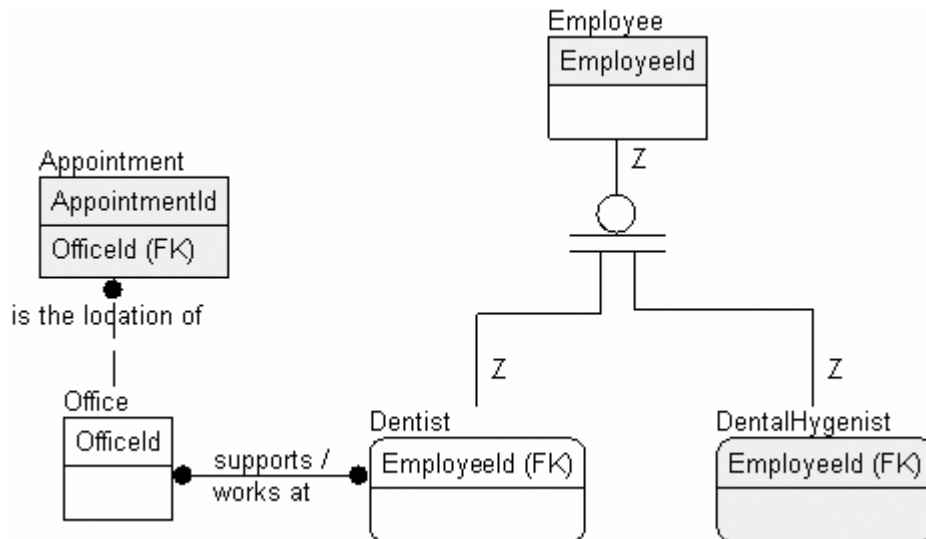 Employee
EmployeeId
Z
Appointment
AppointmentId
OfficeId (FK)
is the location of
Z
Z
Office
OfficeId
supports /
works at
Dentist
EmployeeId (FK)
DentalHygenist
EmployeeId (FK)